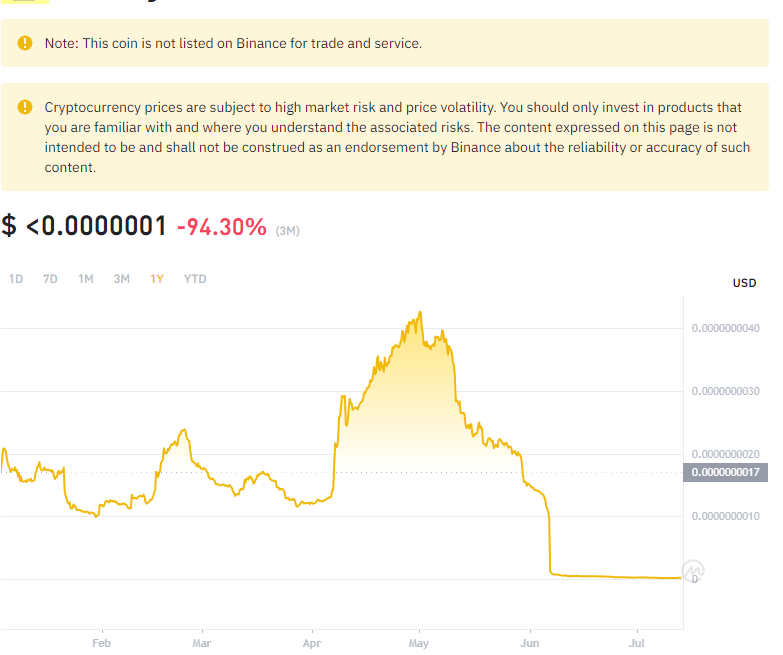 Note: This coin is not listed on Binance for trade and service.
Cryptocurrency prices are subject to high market risk and price volatility. You should only invest in products that
you are familiar with and where you understand the associated risks. The content expressed on this page is not
intended to be and shall not be construed as an endorsement by Binance about the reliability or accuracy of such
content.
$ <0.0000001 -94.30% (3M)
1D 7D 1M 3M 1Y YTD
USD
0.0000000040
0.0000000030
0.0000000020
0.0000000017
0.0000000010
0
Feb Mar Apr May Jun Jul